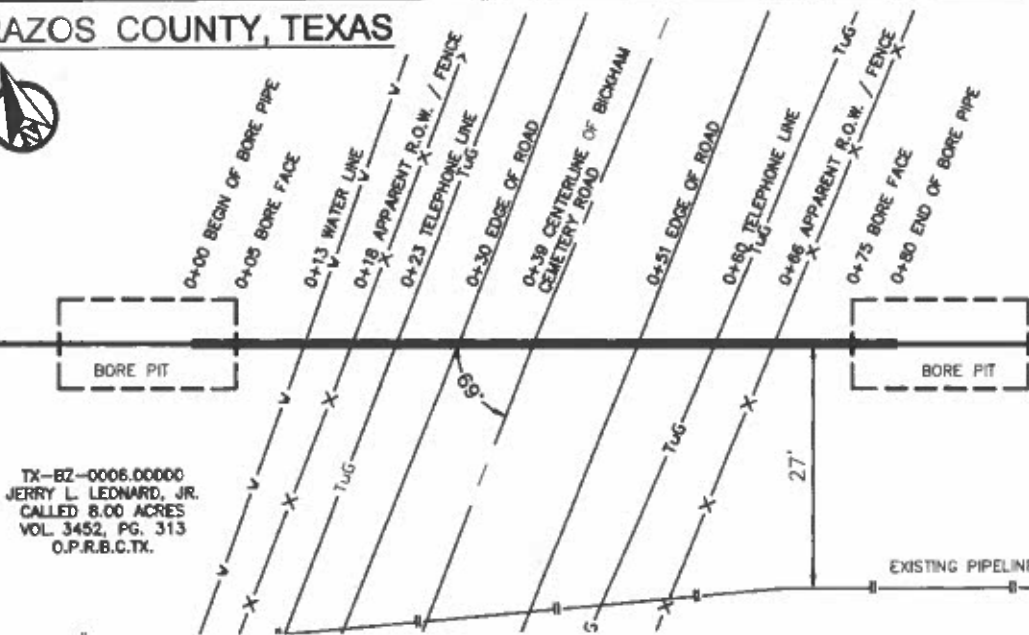 RAZOS COUNTY, TEXAS
N
0+00 BEGIN OF BORE PIPE
0+05 BORE FACE
0+13 WATER LINE
0+18 APPARENT R.O.W. / FENCE
0+23 TELEPHONE LINE
0+30 EDGE OF ROAD
0+39 CENTERLINE OF BICKHAM
CEMETERY ROAD
0+51 EDGE OF ROAD
0+60 TELEPHONE LINE
0+66 APPARENT R.O.W. / FENCE
0+75 BORE FACE
0+80 END OF BORE PIPE
W
W
X
X
TuG
TuG
TuG
X
X
X
BORE PIT
BORE PIT
69°
27'
W
X
TuG
TuG
X
W
X
X
W
X
G
X
TX-BZ-0006.00000
JERRY L. LEONARD, JR.
CALLED 8.00 ACRES
VOL. 3452, PG. 313
O.P.R.B.C.TX.
EXISTING PIPELINE